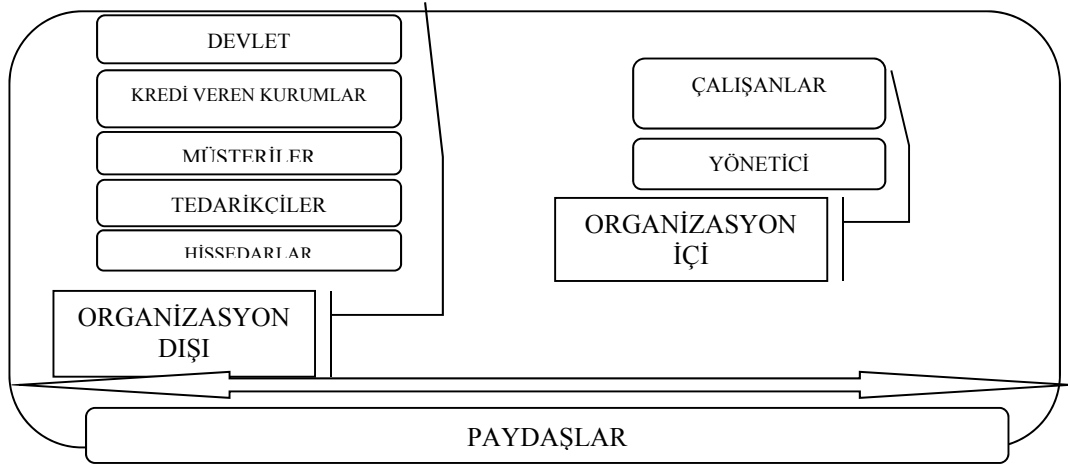 DEVLET
KREDİ VEREN KURUMLAR
MÜŞTERİLER
TEDARİKÇİLER
HİSSEDARLAR
ORGANİZASYON
DIŞI
ÇALIŞANLAR
YÖNETİCİ
ORGANİZASYON
İÇİ
PAYDAŞLAR